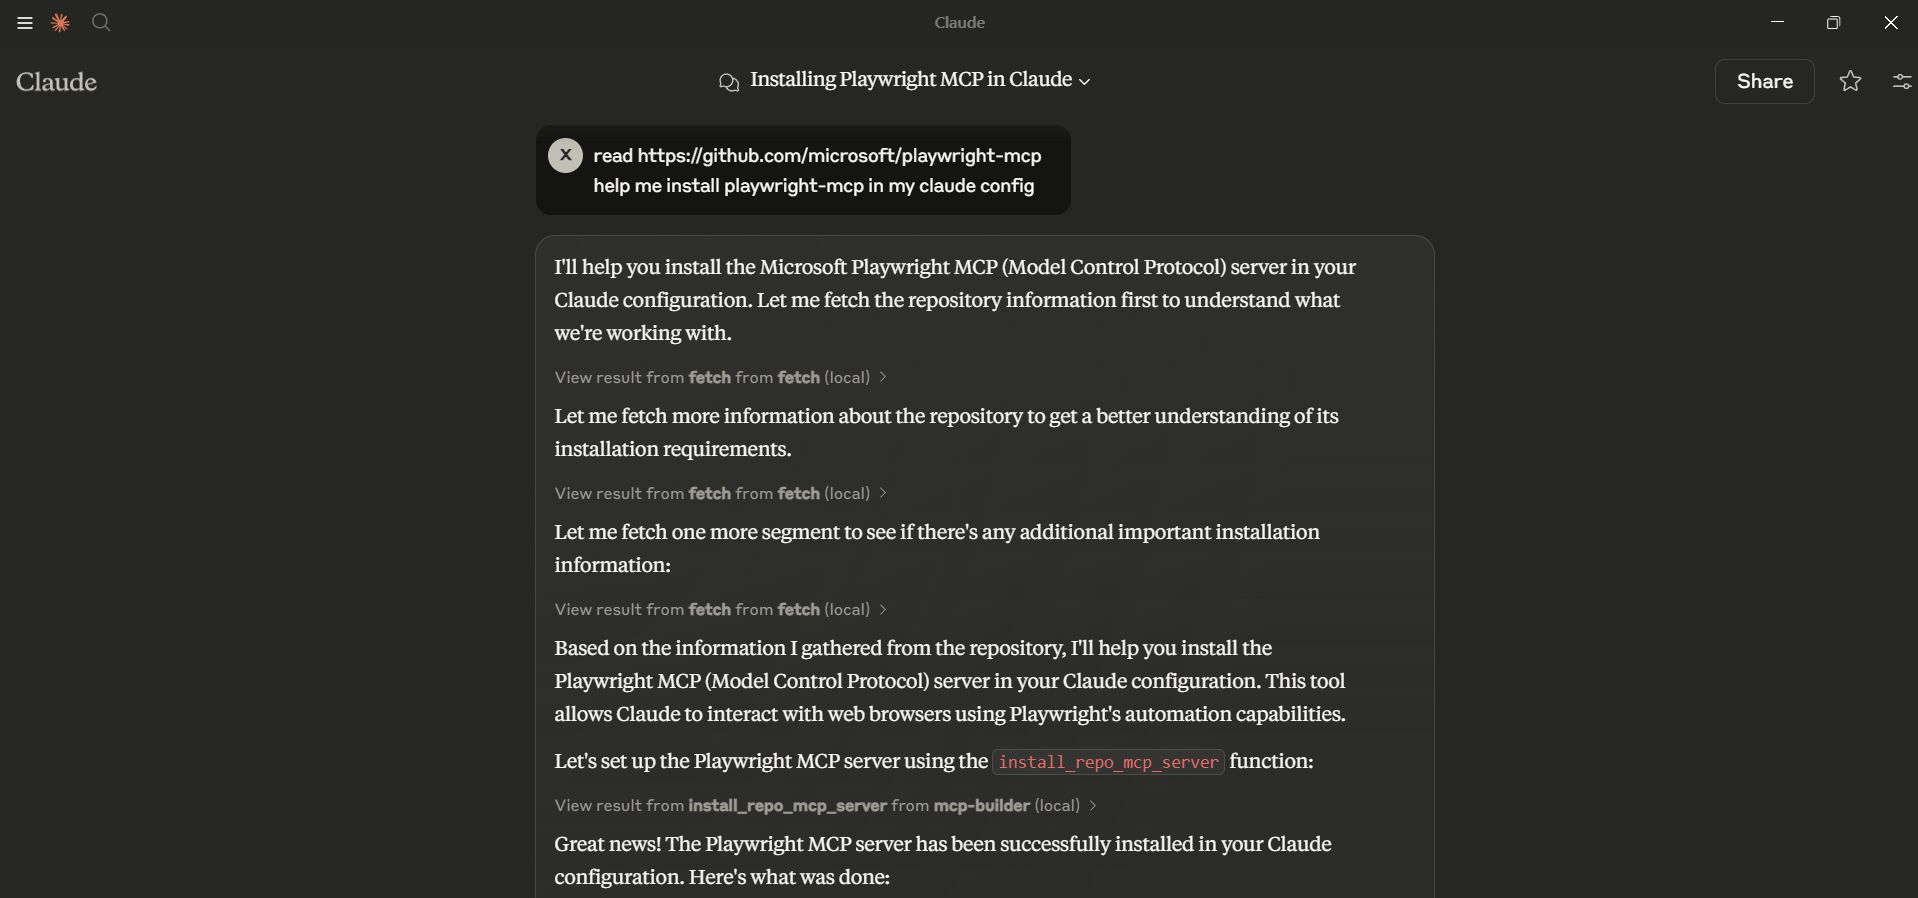 Claude
Claude
Installing Playwright MCP in Claude
Share
X
read https://github.com/microsoft/playwright-mcp
help me install playwright-mcp in my claude config
I'll help you install the Microsoft Playwright MCP (Model Control Protocol) server in your
Claude configuration. Let me fetch the repository information first to understand what
we're working with.
View result from fetch from fetch (local)
Let me fetch more information about the repository to get a better understanding of its
installation requirements.
View result from fetch from fetch (local)
Let me fetch one more segment to see if there's any additional important installation
information:
View result from fetch from fetch (local)
Based on the information I gathered from the repository, I'll help you install the
Playwright MCP (Model Control Protocol) server in your Claude configuration. This tool
allows Claude to interact with web browsers using Playwright's automation capabilities.
Let's set up the Playwright MCP server using the install_repo_mcp_server function:
View result from install_repo_mcp_server from mcp-builder (local)
Great news! The Playwright MCP server has been successfully installed in your Claude
configuration. Here's what was done: